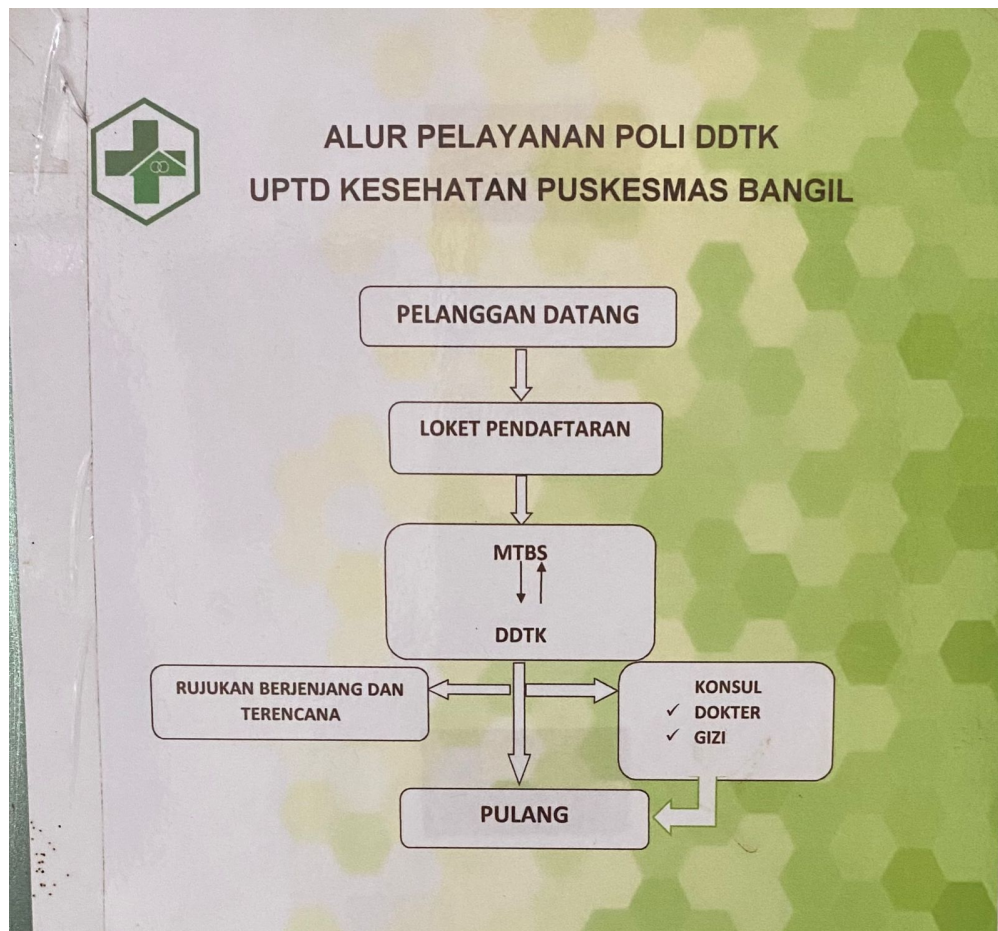 ALUR PELAYANAN POLI DDTK
UPTD KESEHATAN PUSKESMAS BANGIL
PELANGGAN DATANG
LOKET PENDAFTARAN
MTBS
DDTK
RUJUKAN BERJENJANG DAN
TERENCANA
KONSUL
✓ DOKTER
✓ GIZI
PULANG